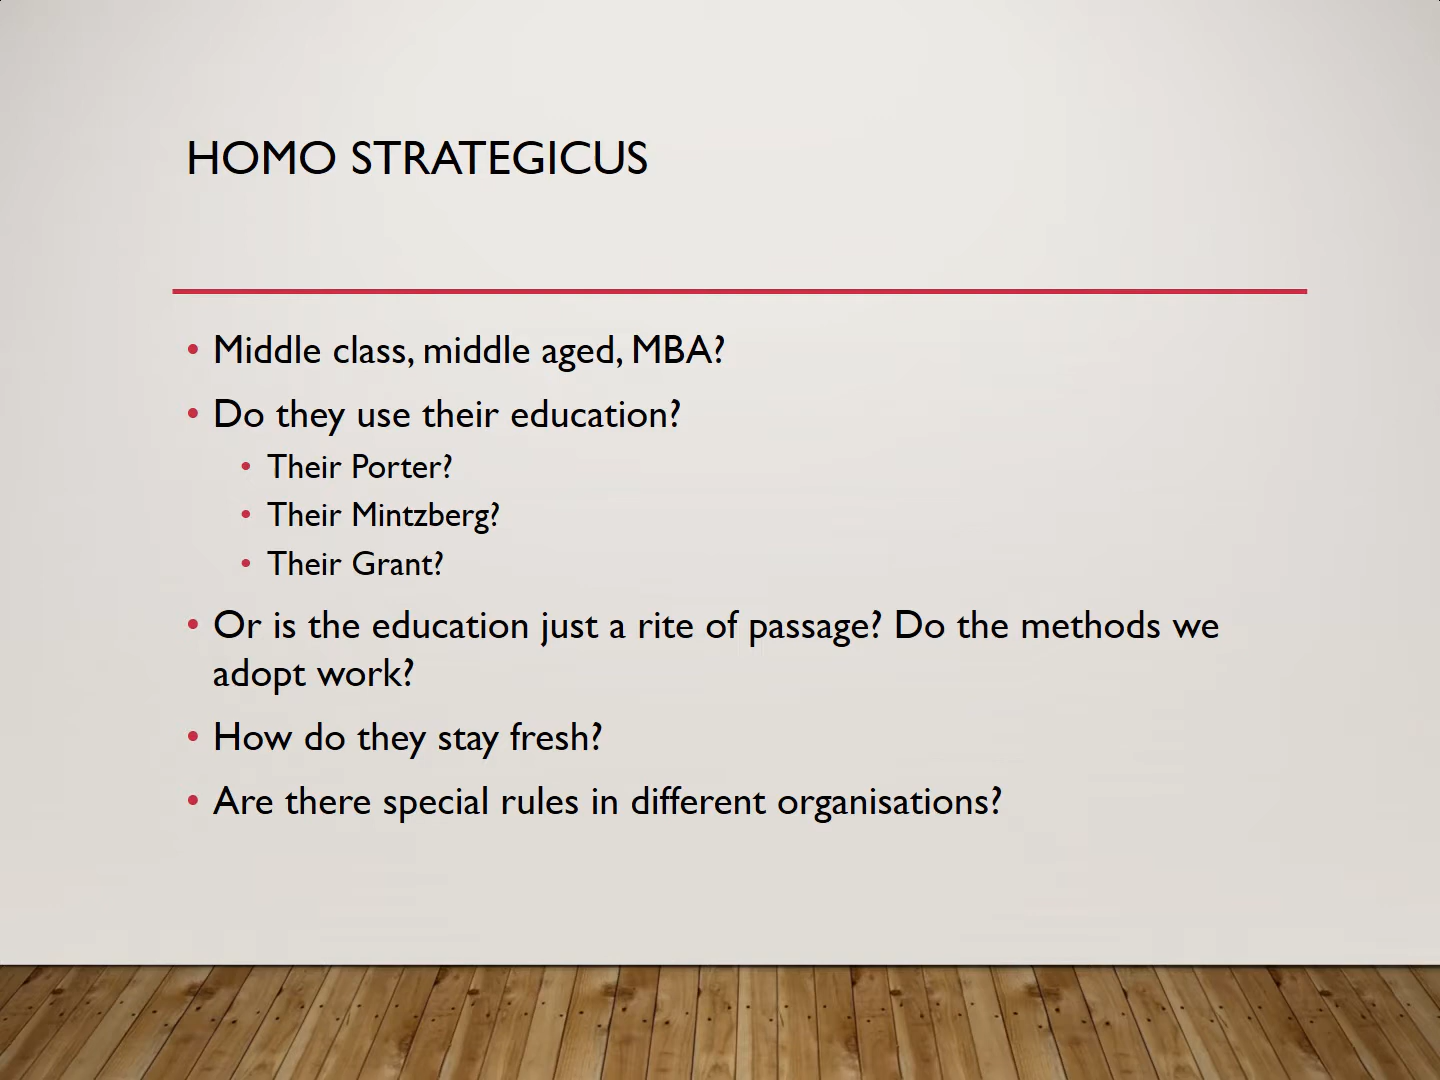 HOMO STRATEGICUS
• Middle class, middle aged, MBA?
• Do they use their education?
• Their Porter?
• Their Mintzberg?
• Their Grant?
• Or is the education just a rite of passage? Do the methods we
adopt work?
• How do they stay fresh?
• Are there special rules in different organisations?